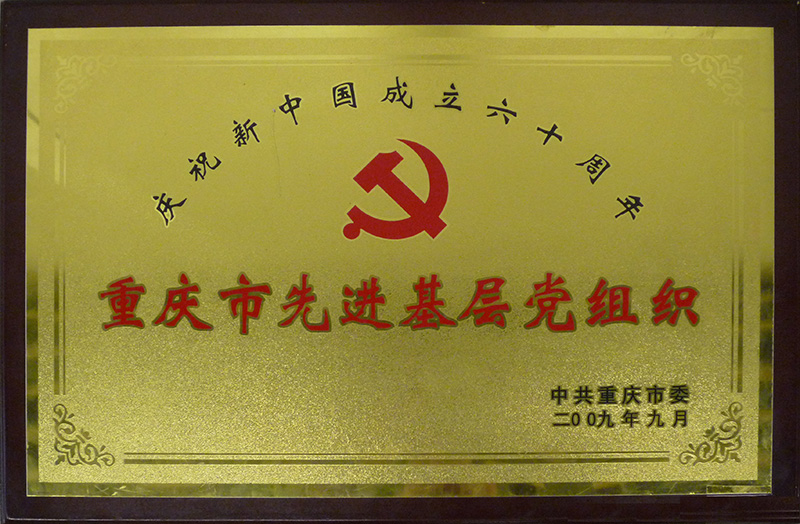 庆祝新中国成立六十周年
重庆市先进基层党组织
中共重庆市委
二00九年九月